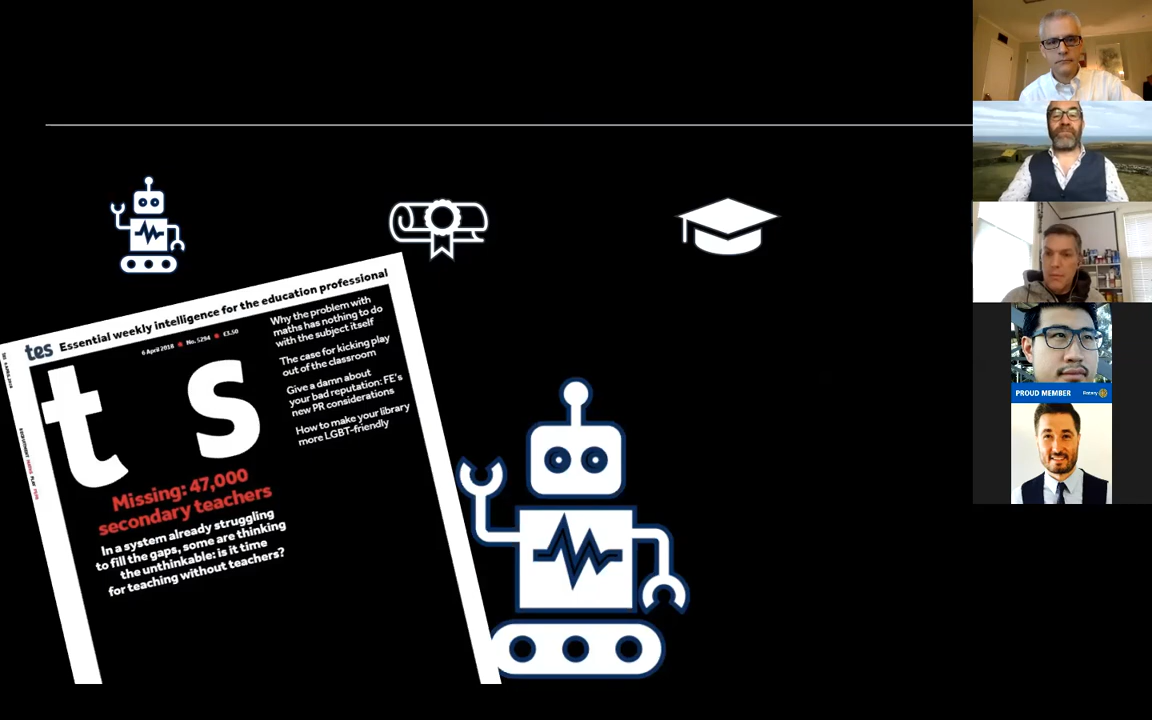 tes Essential weekly intelligence for the education professional
6 April 2018 • No. 5294 • £3.50
t s
Why the problem with
maths has nothing to do
with the subject itself
The case for kicking play
out of the classroom
Give a damn about
your bad reputation: FE's
new PR considerations
How to make your library
more LGBT-friendly
Missing: 47,000
secondary teachers
In a system already struggling
to fill the gaps, some are thinking
the unthinkable: is it time
for teaching without teachers?
PROUD MEMBER Rotary